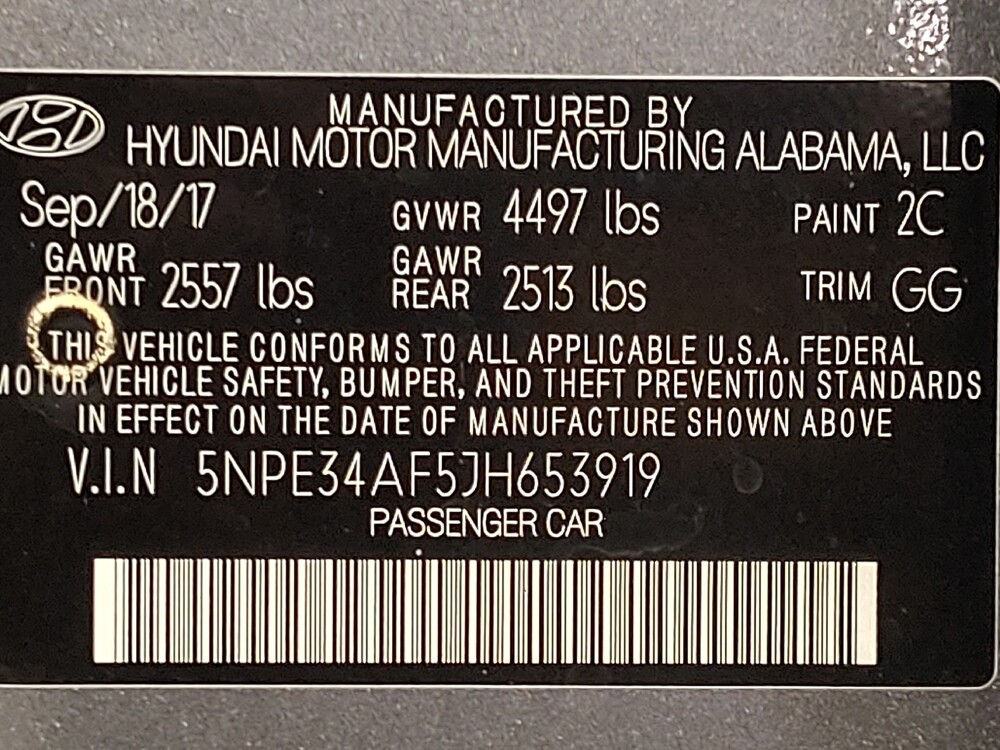 MANUFACTURED BY
HYUNDAI MOTOR MANUFACTURING ALABAMA, LLC
Sep/18/17 GVWR 4497 lbs PAINT 2C
GAWR FRONT 2557 lbs GAWR REAR 2513 lbs TRIM GG
THIS VEHICLE CONFORMS TO ALL APPLICABLE U.S.A. FEDERAL
MOTOR VEHICLE SAFETY, BUMPER, AND THEFT PREVENTION STANDARDS
IN EFFECT ON THE DATE OF MANUFACTURE SHOWN ABOVE
V.I.N 5NPE34AF5JH653919
PASSENGER CAR